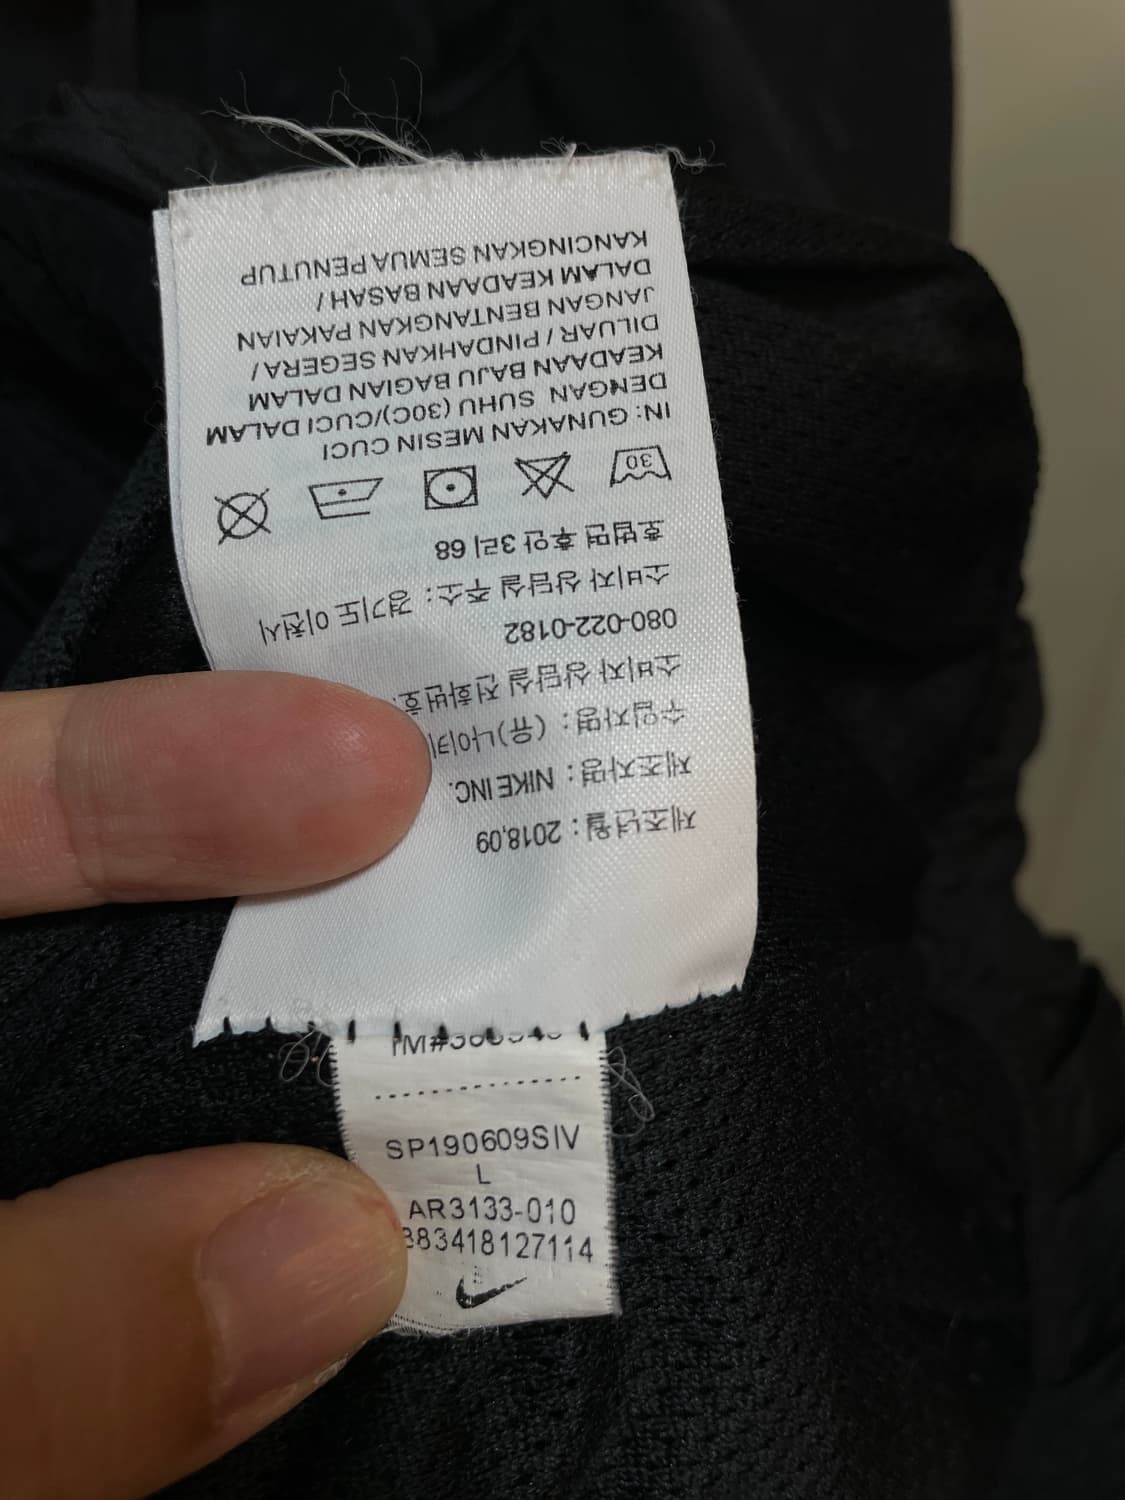 제조년월 : 2018.09
제조자명 : NIKE INC.
수입자명 : (유)나이키
소비자 상담실 전화번호:
080-022-0182
소비자 상담실 주소 : 경기도 이천시
호법면 후안 3리 68
30
IN: GUNAKAN MESIN CUCI
DENGAN SUHU (30C)/CUCI DALAM
KEADAAN BAJU BAGIAN DALAM
DILUAR / PINDAHKAN SEGERA /
JANGAN BENTANGKAN PAKAIAN
DALAM KEADAAN BASAH /
KANCINGKAN SEMUA PENUTUP
SP190609SIV
L
AR3133-010
883418127114